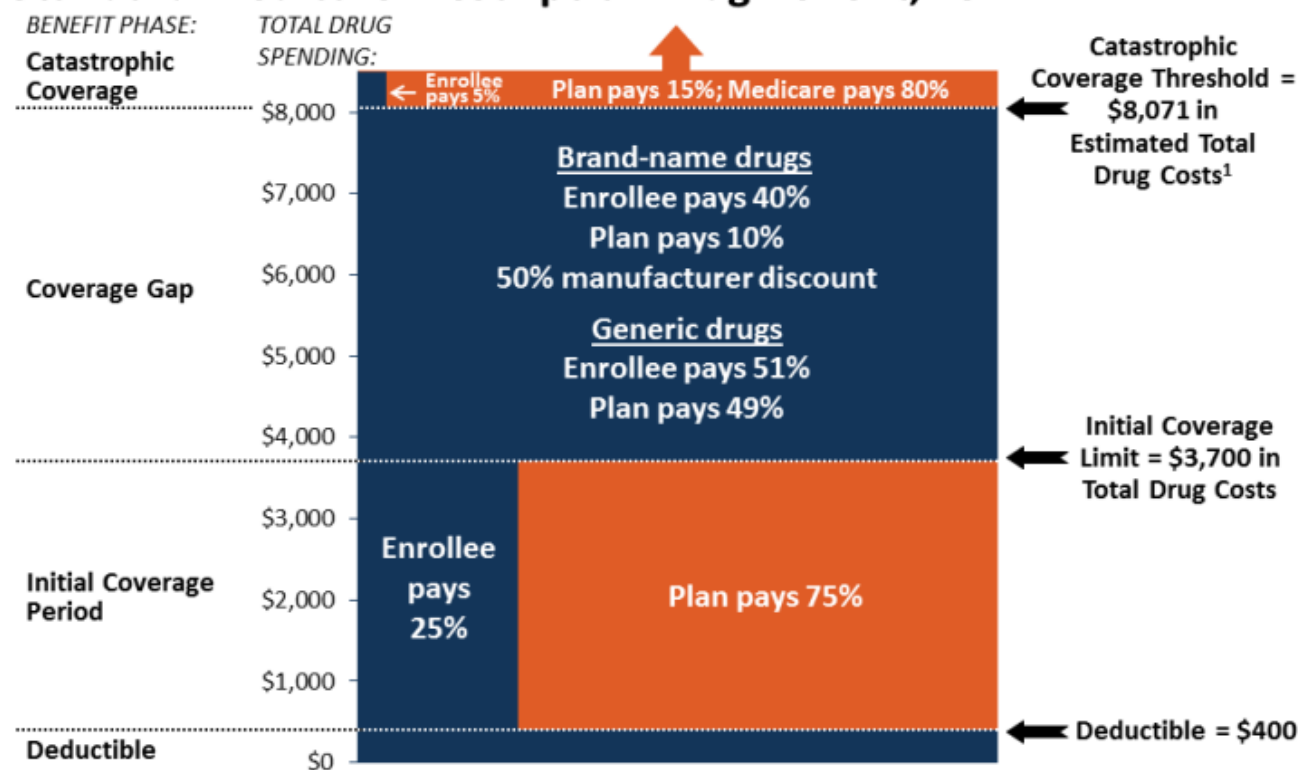 BENEFIT PHASE:
TOTAL DRUG
SPENDING:
Catastrophic
Coverage
Enrollee
pays 5%
Plan pays 15%; Medicare pays 80%
Catastrophic
Coverage Threshold =
$8,071 in
Estimated Total
Drug Costs¹
$8,000
Brand-name drugs
Enrollee pays 40%
Plan pays 10%
50% manufacturer discount
Generic drugs
Enrollee pays 51%
Plan pays 49%
$7,000
$6,000
Coverage Gap
$5,000
$4,000
Initial Coverage
Limit = $3,700 in
Total Drug Costs
$3,000
Enrollee
pays
25%
Plan pays 75%
Initial Coverage
Period
$2,000
$1,000
Deductible = $400
Deductible
$0